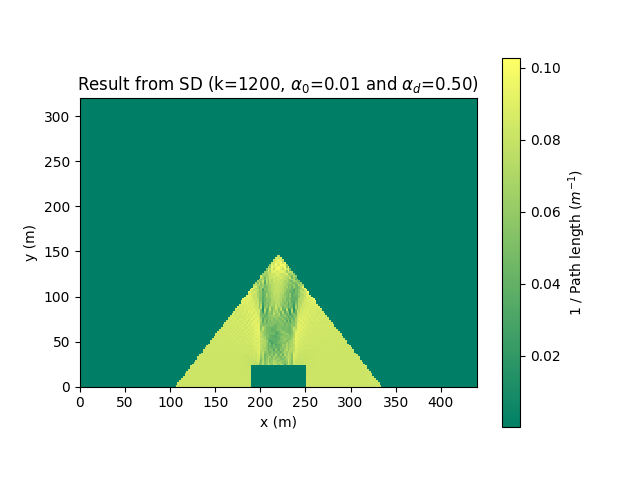 Result from SD (k=1200, α₀=0.01 and α_d=0.50)
300
250
200
150
100
50
0
y (m)
0 50 100 150 200 250 300 350 400
x (m)
0.10
0.08
0.06
0.04
0.02
1 / Path length (m⁻¹)